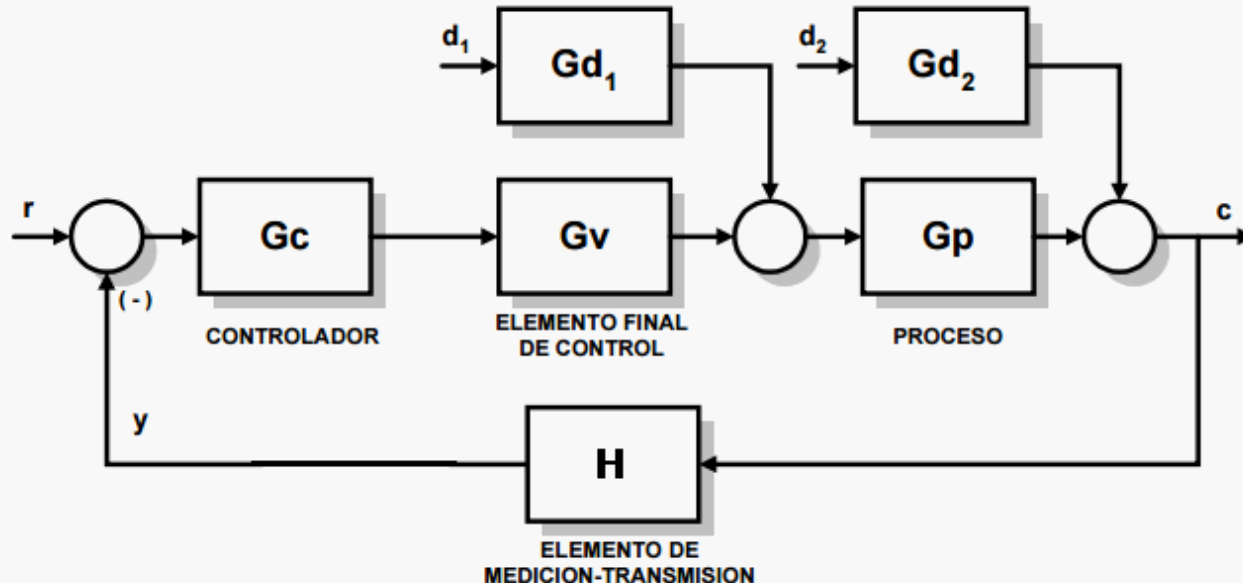 d₁
Gd₁
d₂
Gd₂
r
Gc
Gv
Gp
c
(-)
CONTROLADOR
ELEMENTO FINAL
DE CONTROL
PROCESO
y
H
ELEMENTO DE
MEDICION-TRANSMISION